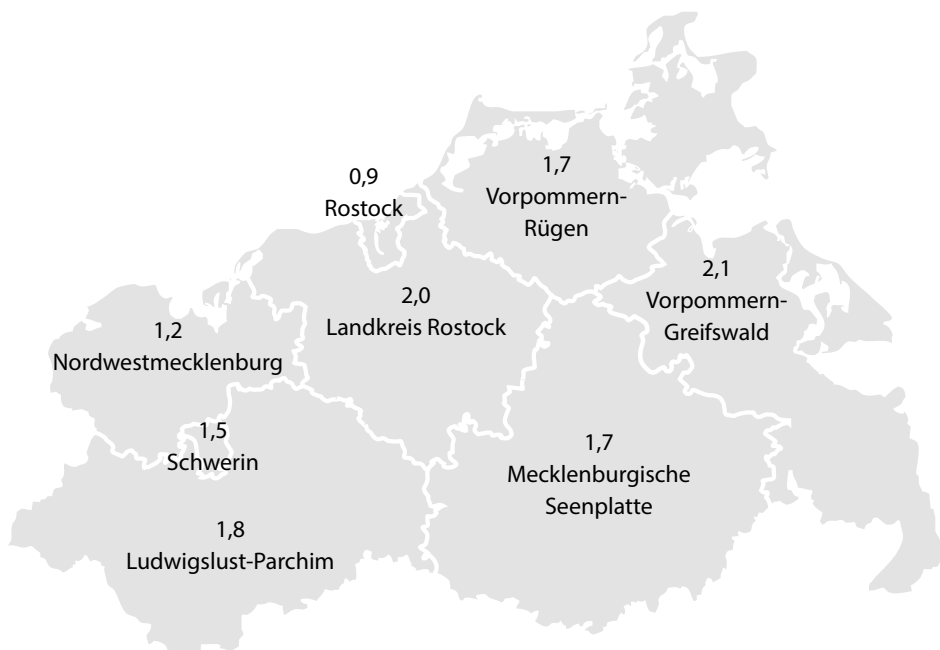 1,7
Vorpommern-
Rügen
0,9
Rostock
2,1
Vorpommern-
Greifswald
2,0
Landkreis Rostock
1,2
Nordwestmecklenburg
1,5
Schwerin
1,7
Mecklenburgische
Seenplatte
1,8
Ludwigslust-Parchim